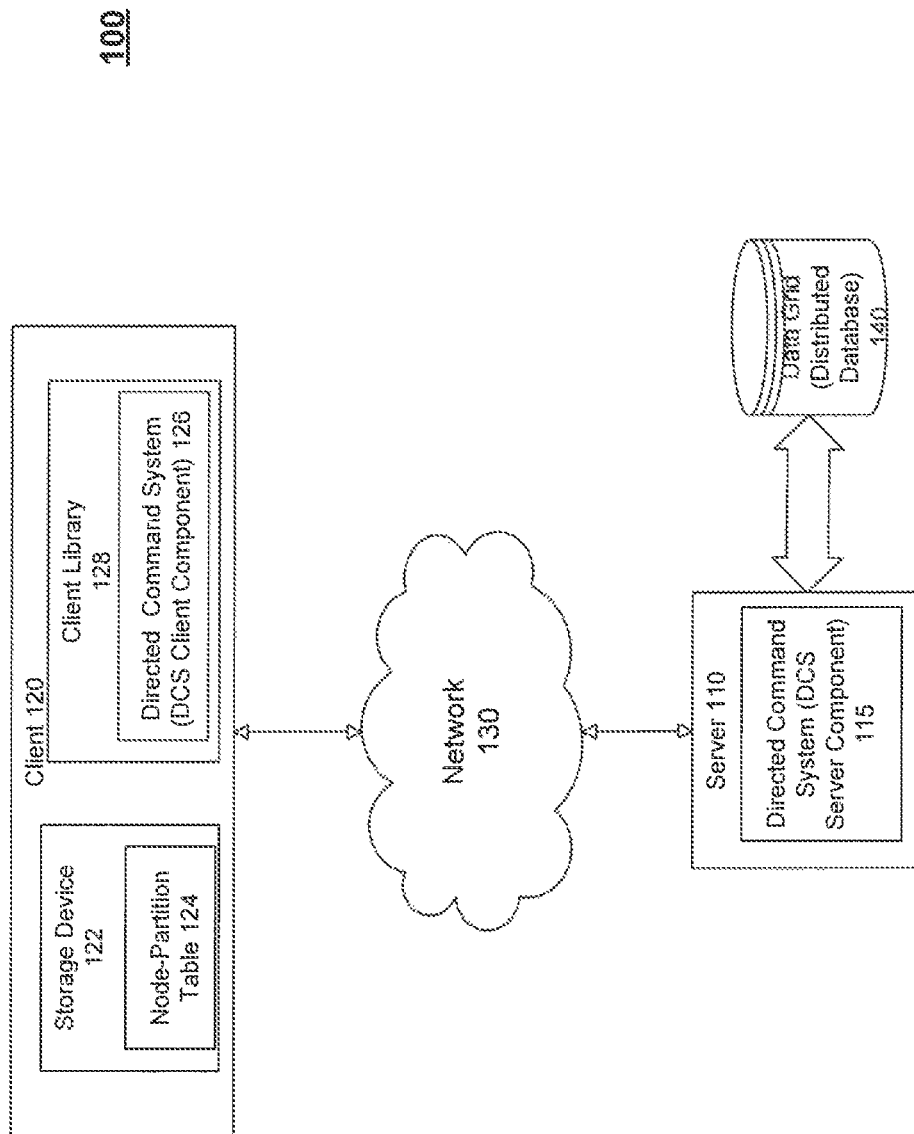 100
Client 120
Storage Device
122
Node-Partition
Table 124
Client Library
128
Directed Command System
(DCS Client Component) 126
Network
130
Server 110
Directed Command
System (DCS
Server Component)
115
Data Grid
(Distributed
Database)
140